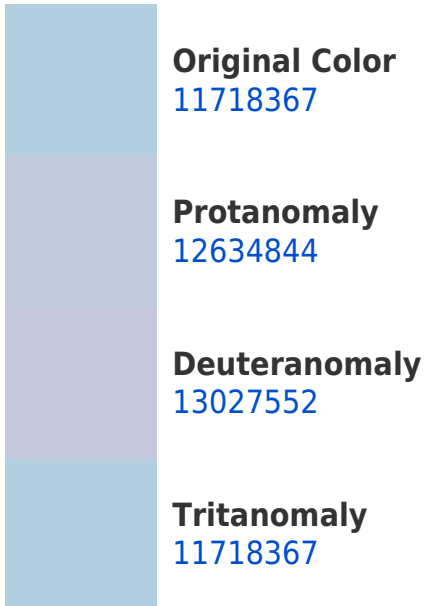 Original Color
11718367
Protanomaly
12634844
Deuteranomaly
13027552
Tritanomaly
11718367